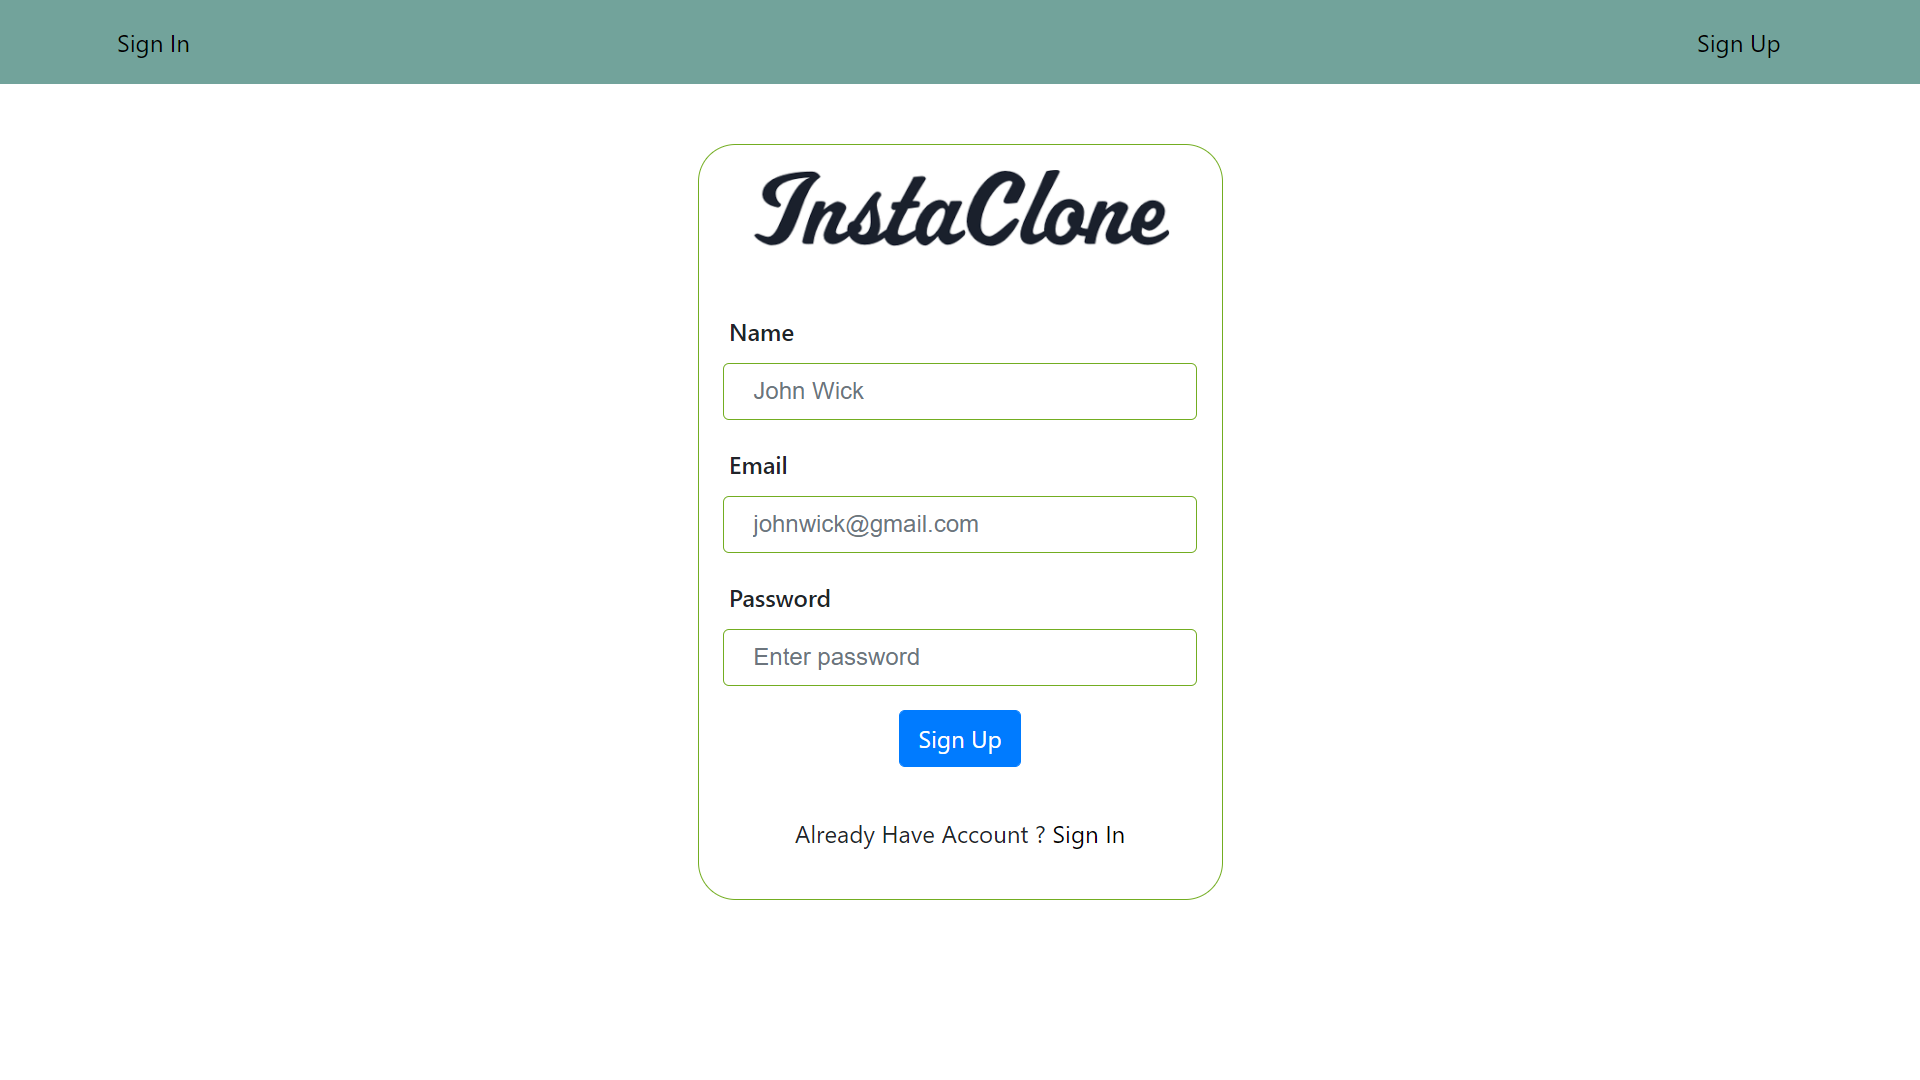 Sign In
Sign Up
InstaClone
Name
John Wick
Email
johnwick@gmail.com
Password
Enter password
Sign Up
Already Have Account ? Sign In